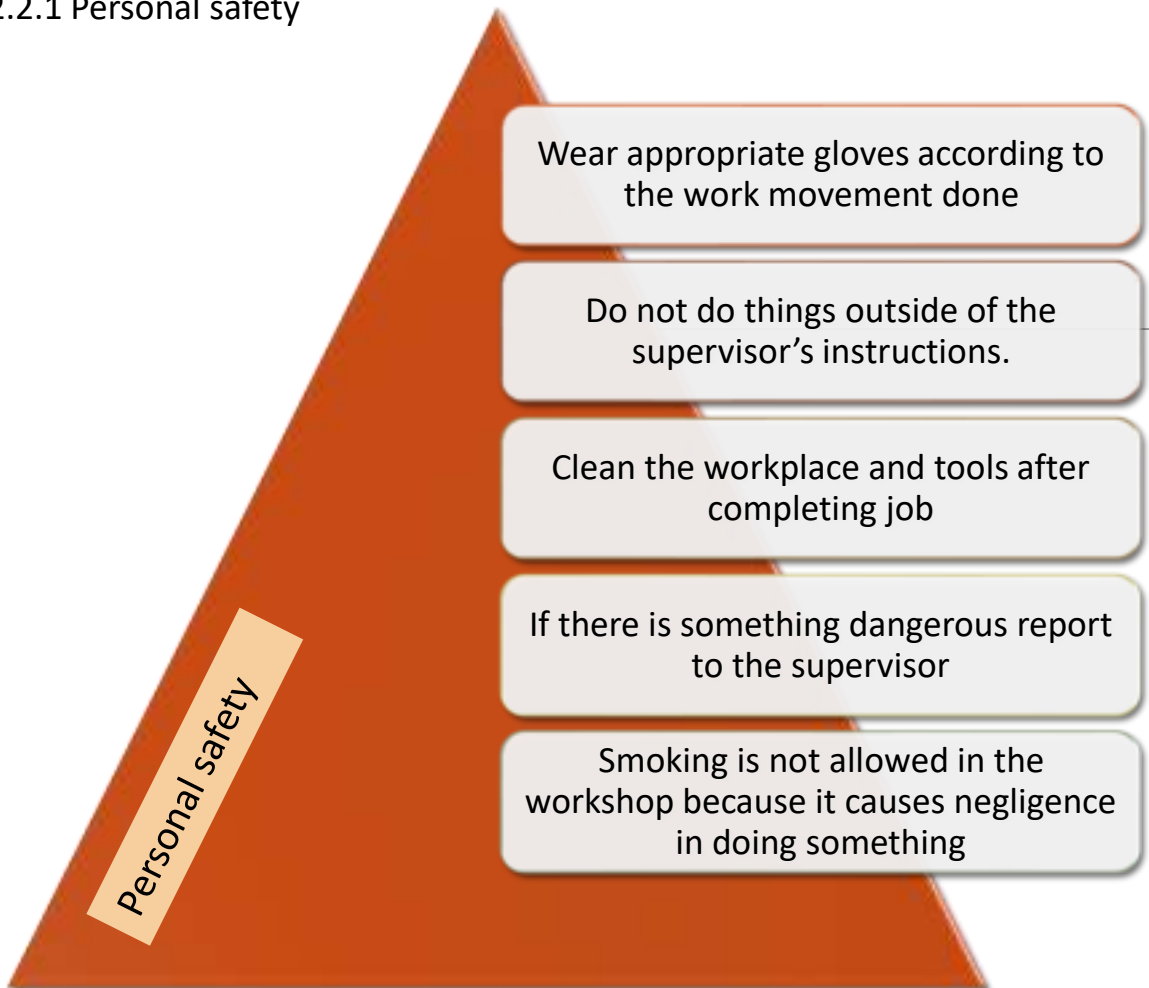 2.2.1 Personal safety
Wear appropriate gloves according to
the work movement done
Do not do things outside of the
supervisor’s instructions.
Clean the workplace and tools after
completing job
If there is something dangerous report
to the supervisor
Smoking is not allowed in the
workshop because it causes negligence
in doing something
Personal safety